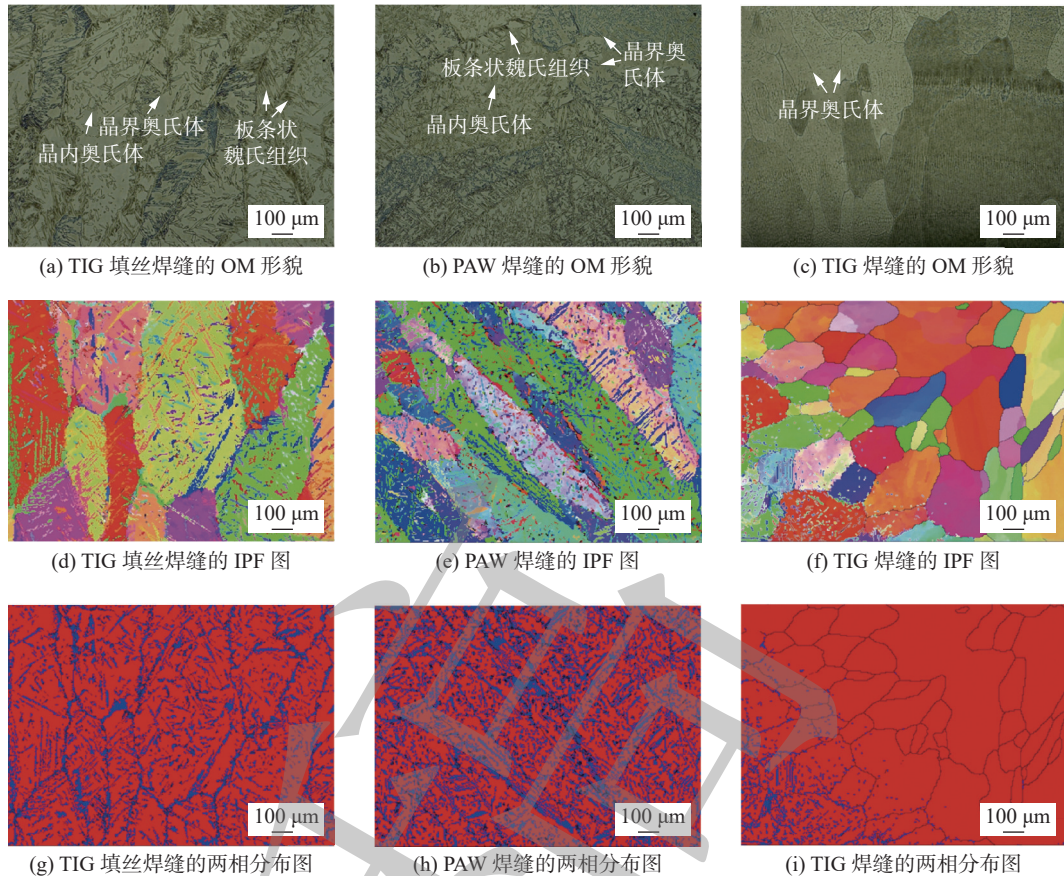 板条状魏氏组织
晶界奥
氏体
晶界奥氏体
晶内奥氏体
板条状
魏氏组织
晶内奥氏体
晶界奥氏体
100 μm
100 μm
100 μm
(a) TIG 填丝焊缝的 OM 形貌
(b) PAW 焊缝的 OM 形貌
(c) TIG 焊缝的 OM 形貌
100 μm
100 μm
100 μm
(d) TIG 填丝焊缝的 IPF 图
(e) PAW 焊缝的 IPF 图
(f) TIG 焊缝的 IPF 图
100 μm
100 μm
100 μm
(g) TIG 填丝焊缝的两相分布图
(h) PAW 焊缝的两相分布图
(i) TIG 焊缝的两相分布图